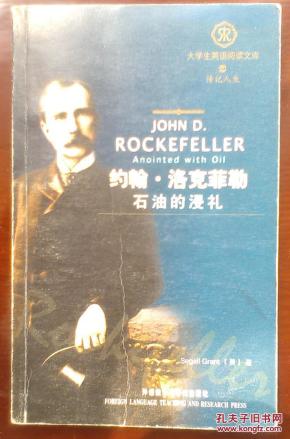 大学生英语阅读文库
传记人生
JOHN D.
ROCKEFELLER
Anointed with Oil
约翰·洛克菲勒
石油的浸礼
Rockefeller
Segall Grant（美）著
外语教学与研究出版社
FOREIGN LANGUAGE TEACHING AND RESEARCH PRESS
孔夫子旧书网